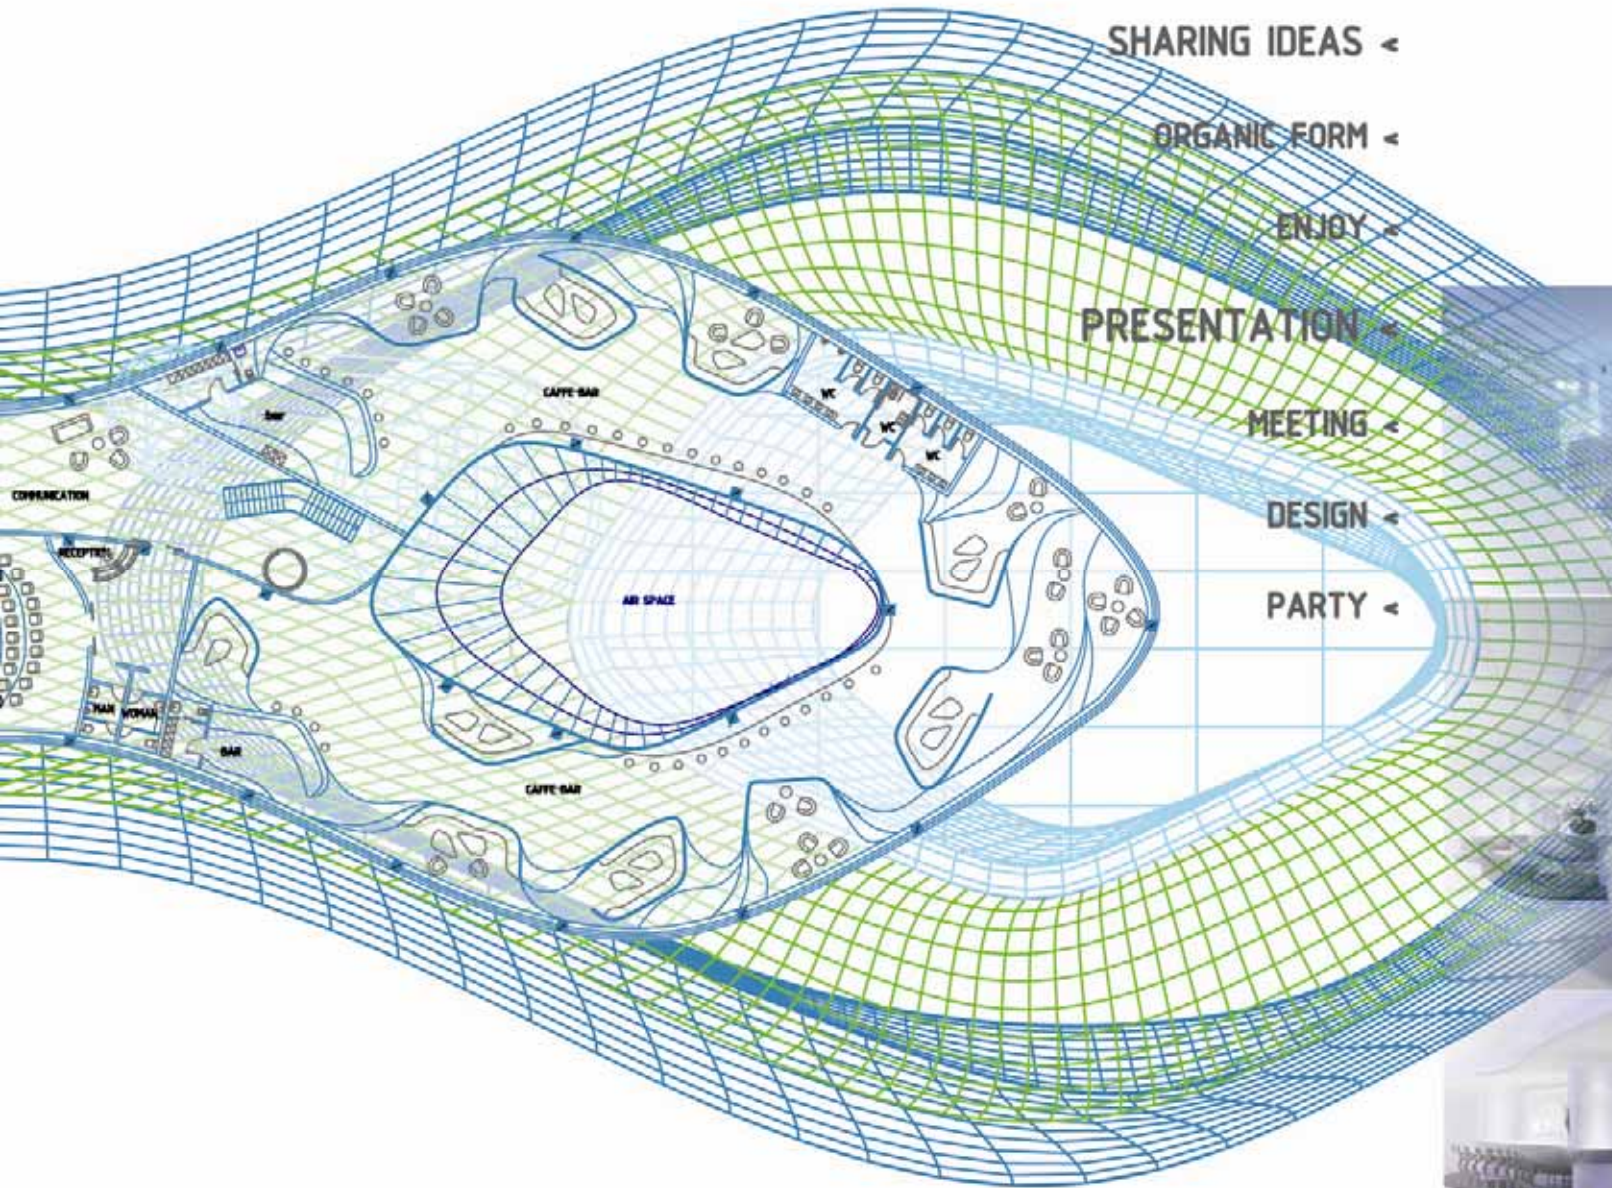 SHARING IDEAS <
ORGANIC FORM <
ENJOY <
PRESENTATION <
MEETING <
DESIGN <
PARTY <
CAFFE BAR
WC
WC
WC
bar
COMMUNICATION
RECEPTION
AIR SPACE
MAN WOMAN
BAR
CAFFE BAR